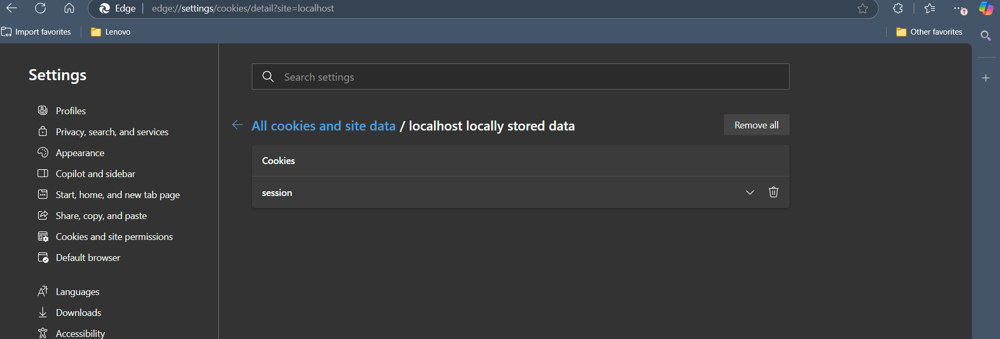 Edge | edge://settings/cookies/detail?site=localhost
Import favorites
Lenovo
Other favorites
Settings
Search settings
Profiles
Privacy, search, and services
Appearance
Copilot and sidebar
Start, home, and new tab page
Share, copy, and paste
Cookies and site permissions
Default browser
Languages
Downloads
Accessibility
All cookies and site data / localhost locally stored data
Remove all
Cookies
session